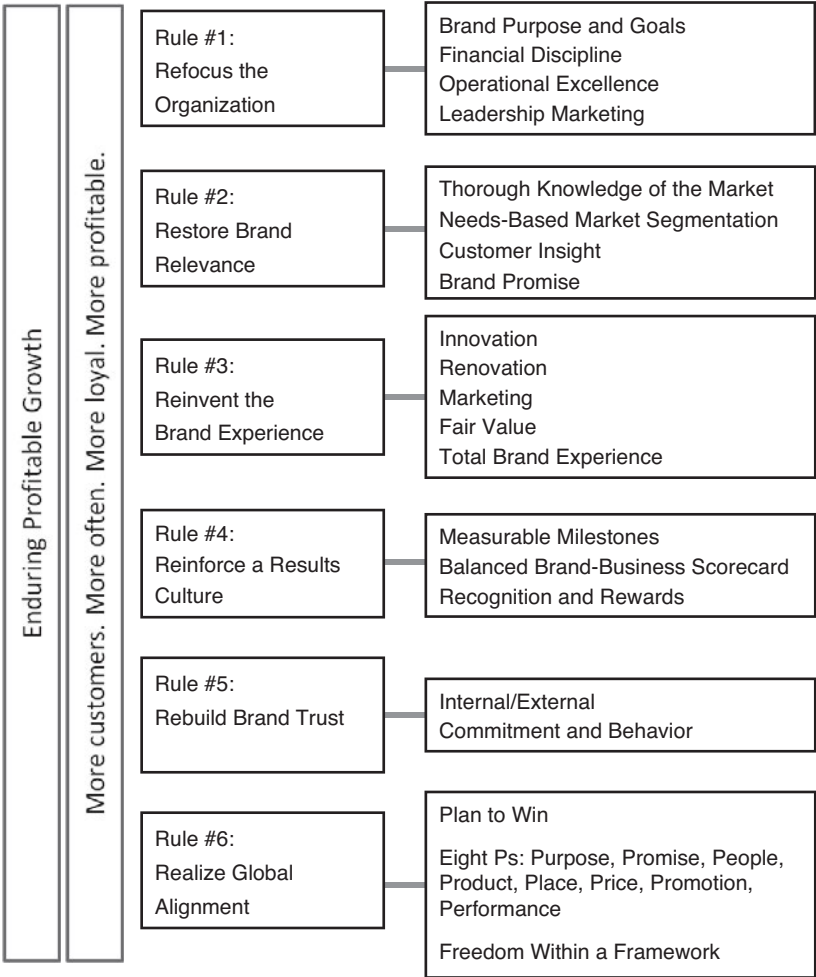 Enduring Profitable Growth
More customers. More often. More loyal. More profitable.
Rule #1:
Refocus the
Organization
Brand Purpose and Goals
Financial Discipline
Operational Excellence
Leadership Marketing
Rule #2:
Restore Brand
Relevance
Thorough Knowledge of the Market
Needs-Based Market Segmentation
Customer Insight
Brand Promise
Rule #3:
Reinvent the
Brand Experience
Innovation
Renovation
Marketing
Fair Value
Total Brand Experience
Rule #4:
Reinforce a Results
Culture
Measurable Milestones
Balanced Brand-Business Scorecard
Recognition and Rewards
Rule #5:
Rebuild Brand Trust
Internal/External
Commitment and Behavior
Rule #6:
Realize Global
Alignment
Plan to Win
Eight Ps: Purpose, Promise, People,
Product, Place, Price, Promotion,
Performance
Freedom Within a Framework